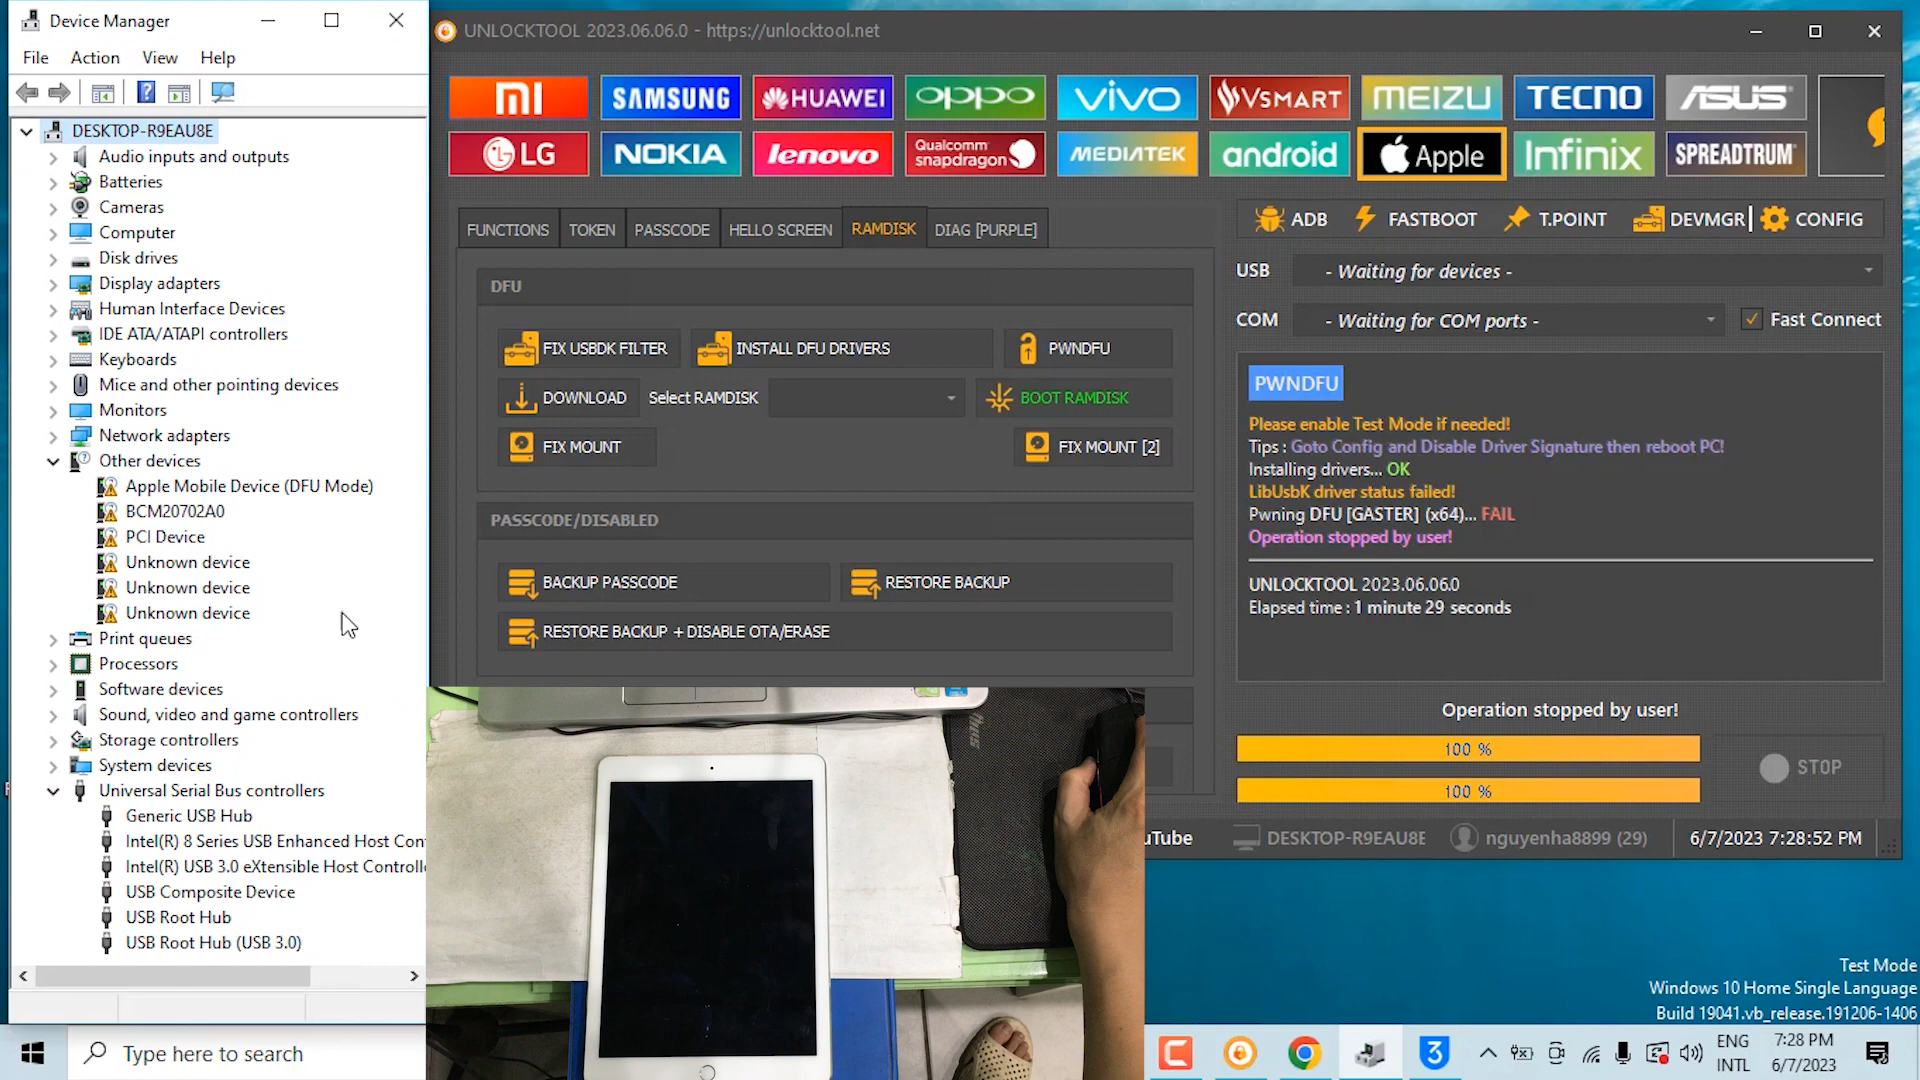 Device Manager
File Action View Help
DESKTOP-R9EAU8E
Audio inputs and outputs
Batteries
Cameras
Computer
Disk drives
Display adapters
Human Interface Devices
IDE ATA/ATAPI controllers
Keyboards
Mice and other pointing devices
Monitors
Network adapters
Other devices
Apple Mobile Device (DFU Mode)
BCM20702A0
PCI Device
Unknown device
Unknown device
Unknown device
Print queues
Processors
Software devices
Sound, video and game controllers
Storage controllers
System devices
Universal Serial Bus controllers
Generic USB Hub
Intel(R) 8 Series USB Enhanced Host Con
Intel(R) USB 3.0 eXtensible Host Controll
USB Composite Device
USB Root Hub
USB Root Hub (USB 3.0)
UNLOCKTOOL 2023.06.06.0 - https://unlocktool.net
MI SAMSUNG HUAWEI OPPO VIVO VSMART MEIZU TECNO ASUS
LG NOKIA lenovo Qualcomm snapdragon MEDIATEK android Apple Infinix SPREADTRUM
FUNCTIONS TOKEN PASSCODE HELLO SCREEN RAMDISK DIAG [PURPLE]
DFU
FIX USBDK FILTER INSTALL DFU DRIVERS PWNDFU
DOWNLOAD Select RAMDISK BOOT RAMDISK
FIX MOUNT FIX MOUNT [2]
PASSCODE/DISABLED
BACKUP PASSCODE RESTORE BACKUP
RESTORE BACKUP + DISABLE OTA/ERASE
ADB FASTBOOT T.POINT DEVMGR CONFIG
USB - Waiting for devices -
COM - Waiting for COM ports - Fast Connect
PWNDFU
Please enable Test Mode if needed!
Tips : Goto Config and Disable Driver Signature then reboot PC!
Installing drivers... OK
LibUsbK driver status failed!
Pwning DFU [GASTER] (x64)... FAIL
Operation stopped by user!
UNLOCKTOOL 2023.06.06.0
Elapsed time : 1 minute 29 seconds
Operation stopped by user!
100 %
100 %
STOP
uTube DESKTOP-R9EAU8E nguyenha8899 (29) 6/7/2023 7:28:52 PM
Test Mode
Windows 10 Home Single Language
Build 19041.vb_release.191206-1406
Type here to search
3
ENG
INTL
7:28 PM
6/7/2023